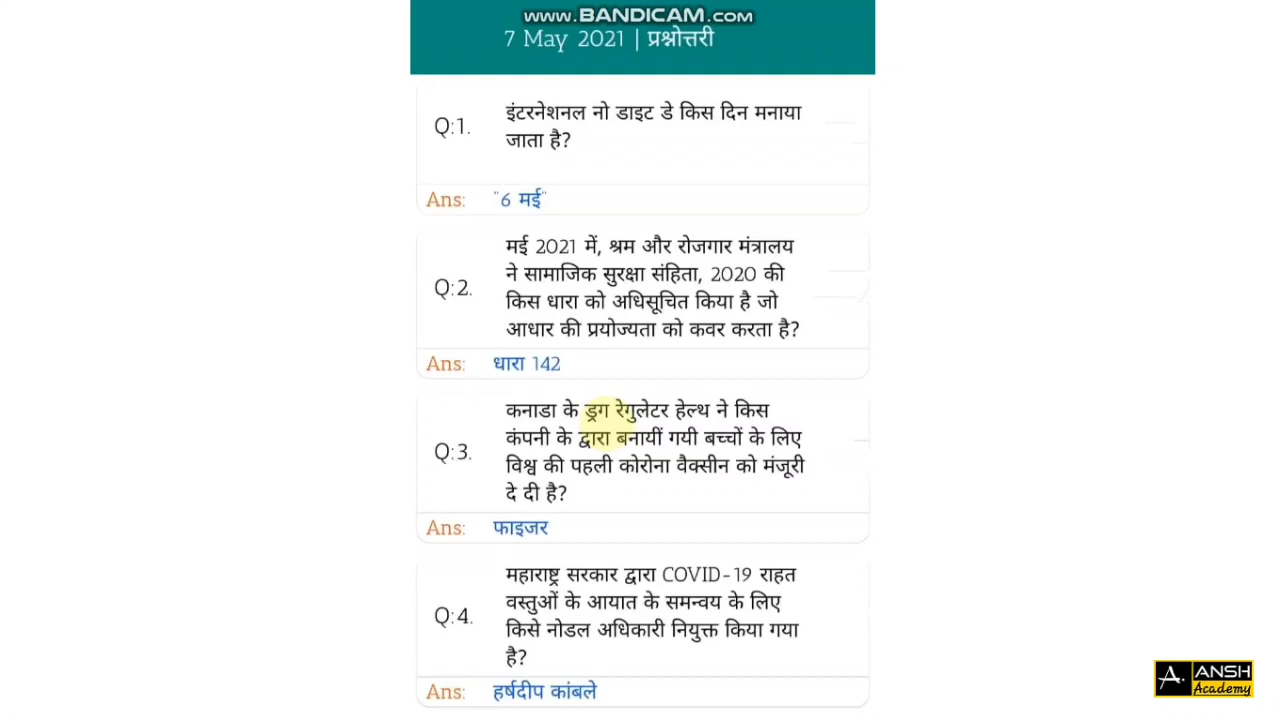 www.BANDICAM.com
7 May 2021 | प्रश्नोत्तरी
Q:1. इंटरनेशनल नो डाइट डे किस दिन मनाया
जाता है?
Ans: "6 मई"
मई 2021 में, श्रम और रोजगार मंत्रालय
ने सामाजिक सुरक्षा संहिता, 2020 की
Q:2. किस धारा को अधिसूचित किया है जो
आधार की प्रयोज्यता को कवर करता है?
Ans: धारा 142
कनाडा के ड्रग रेगुलेटर हेल्थ ने किस
कंपनी के द्वारा बनायीं गयी बच्चों के लिए
Q:3. विश्व की पहली कोरोना वैक्सीन को मंजूरी
दे दी है?
Ans: फाइजर
महाराष्ट्र सरकार द्वारा COVID-19 राहत
वस्तुओं के आयात के समन्वय के लिए
Q:4. किसे नोडल अधिकारी नियुक्त किया गया
है?
Ans: हर्षदीप कांबले
A. ANSH
Academy